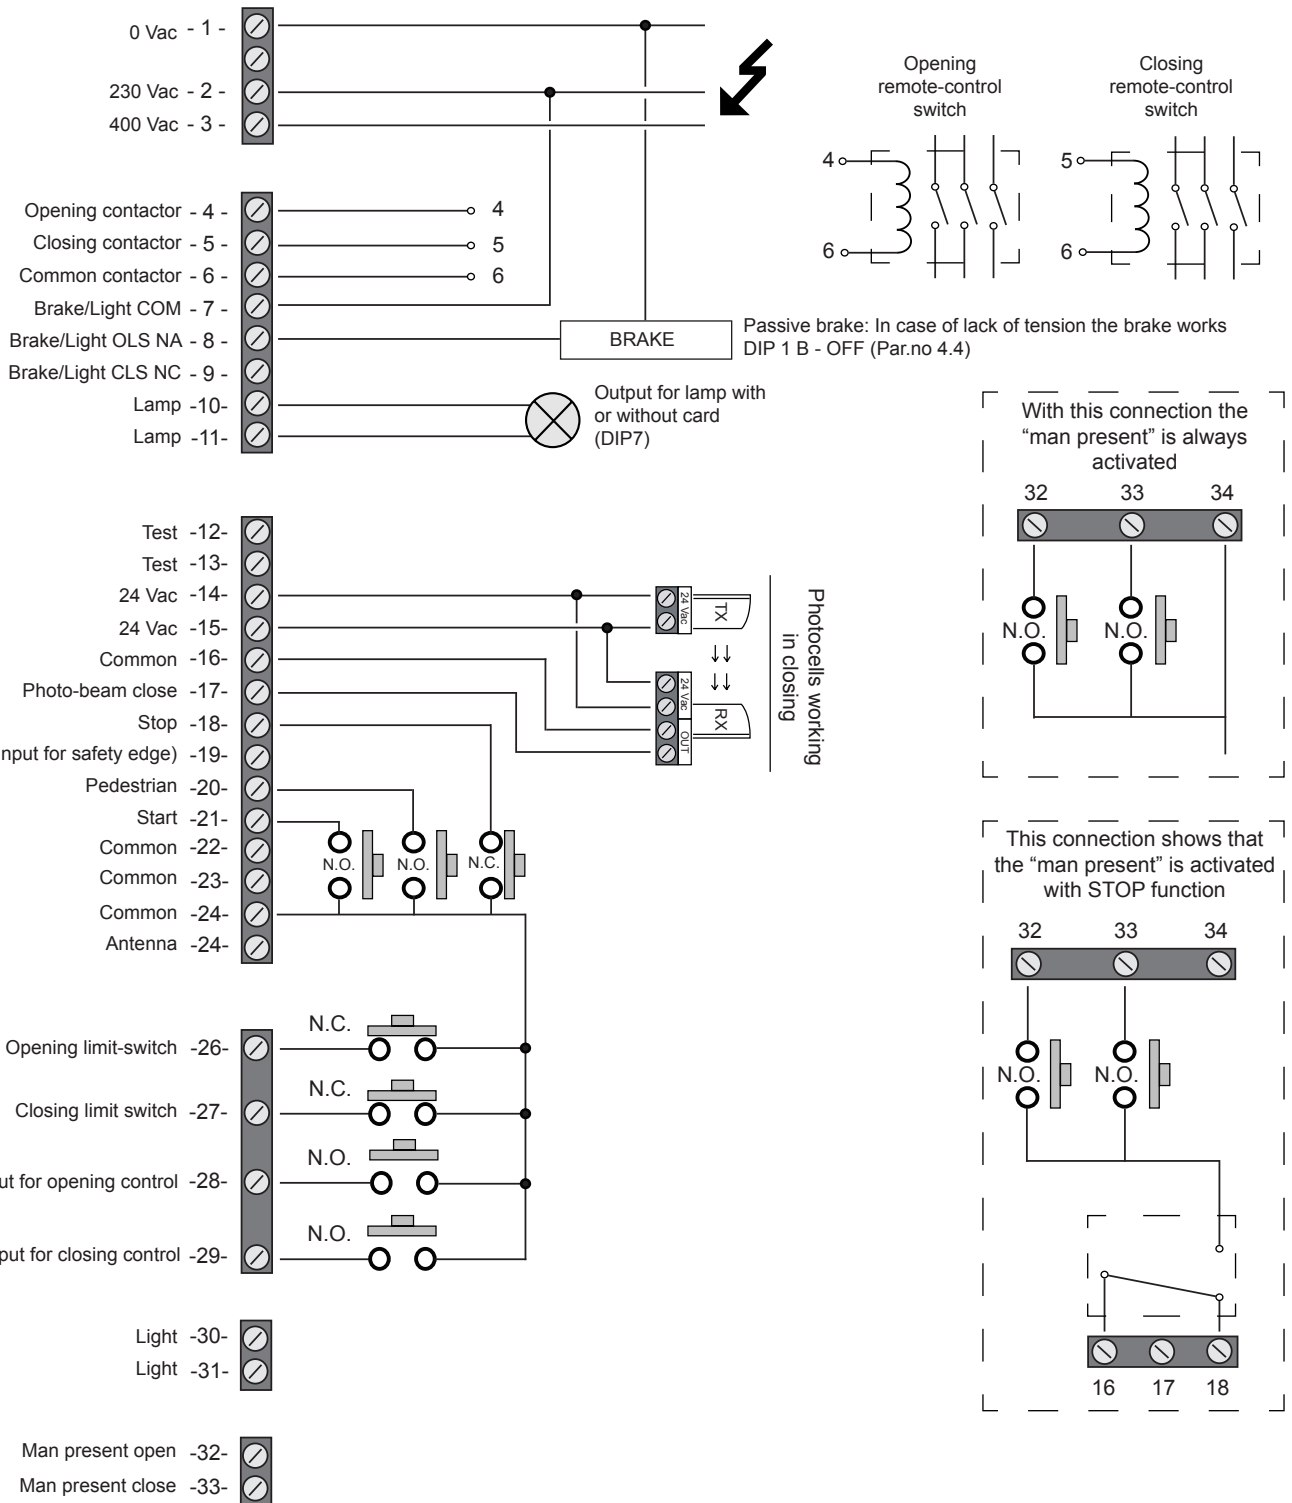 0 Vac - 1 -
230 Vac - 2 -
400 Vac - 3 -
Opening
remote-control
switch
4
6
Closing
remote-control
switch
5
6
Opening contactor - 4 - 4
Closing contactor - 5 - 5
Common contactor - 6 - 6
Brake/Light COM - 7 -
Brake/Light OLS NA - 8 -
Brake/Light CLS NC - 9 -
Lamp -10-
Lamp -11-
BRAKE
Passive brake: In case of lack of tension the brake works
DIP 1 B - OFF (Par.no 4.4)
Output for lamp with
or without card
(DIP7)
Test -12-
Test -13-
24 Vac -14-
24 Vac -15-
Common -16-
Photo-beam close -17-
Stop -18-
nput for safety edge) -19-
Pedestrian -20-
Start -21-
Common -22-
Common -23-
Common -24-
Antenna -24-
24 Vac
TX
24 Vac
OUT
RX
Photocells working
in closing
N.O.
N.O.
N.C.
Opening limit-switch -26-
N.C.
Closing limit switch -27-
N.C.
ut for opening control -28-
N.O.
put for closing control -29-
N.O.
Light -30-
Light -31-
Man present open -32-
Man present close -33-
With this connection the
“man present” is always
activated
32 33 34
N.O. N.O.
This connection shows that
the “man present” is activated
with STOP function
32 33 34
N.O. N.O.
16 17 18